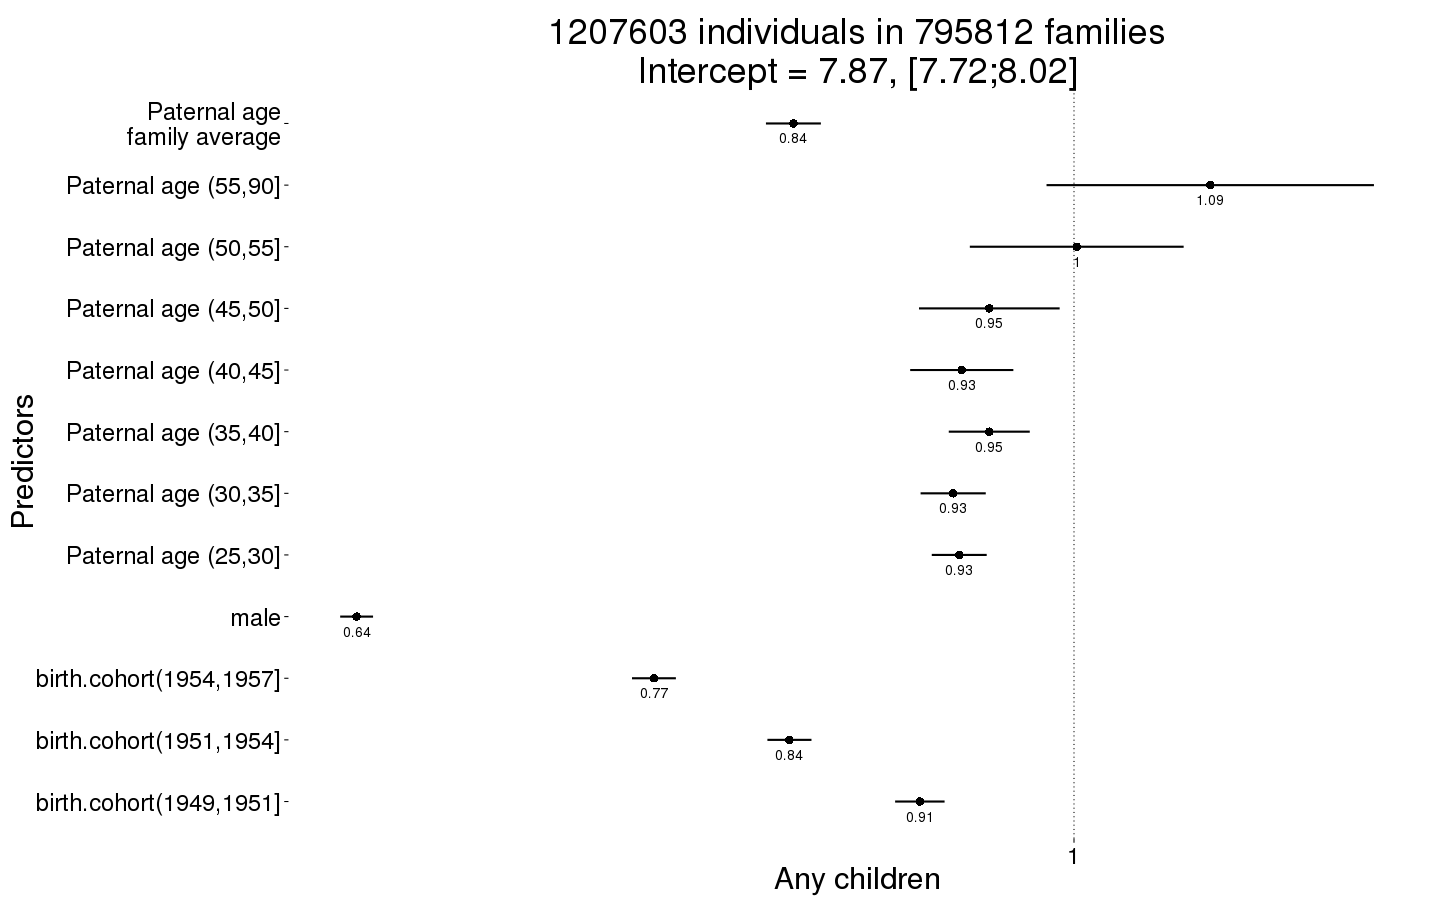 1207603 individuals in 795812 families
Intercept = 7.87, [7.72;8.02]
Paternal age
family average
0.84
Paternal age (55,90]
1.09
Paternal age (50,55]
1
Paternal age (45,50]
0.95
Paternal age (40,45]
0.93
Paternal age (35,40]
0.95
Paternal age (30,35]
0.93
Paternal age (25,30]
0.93
male
0.64
birth.cohort(1954,1957]
0.77
birth.cohort(1951,1954]
0.84
birth.cohort(1949,1951]
0.91
Predictors
1
Any children